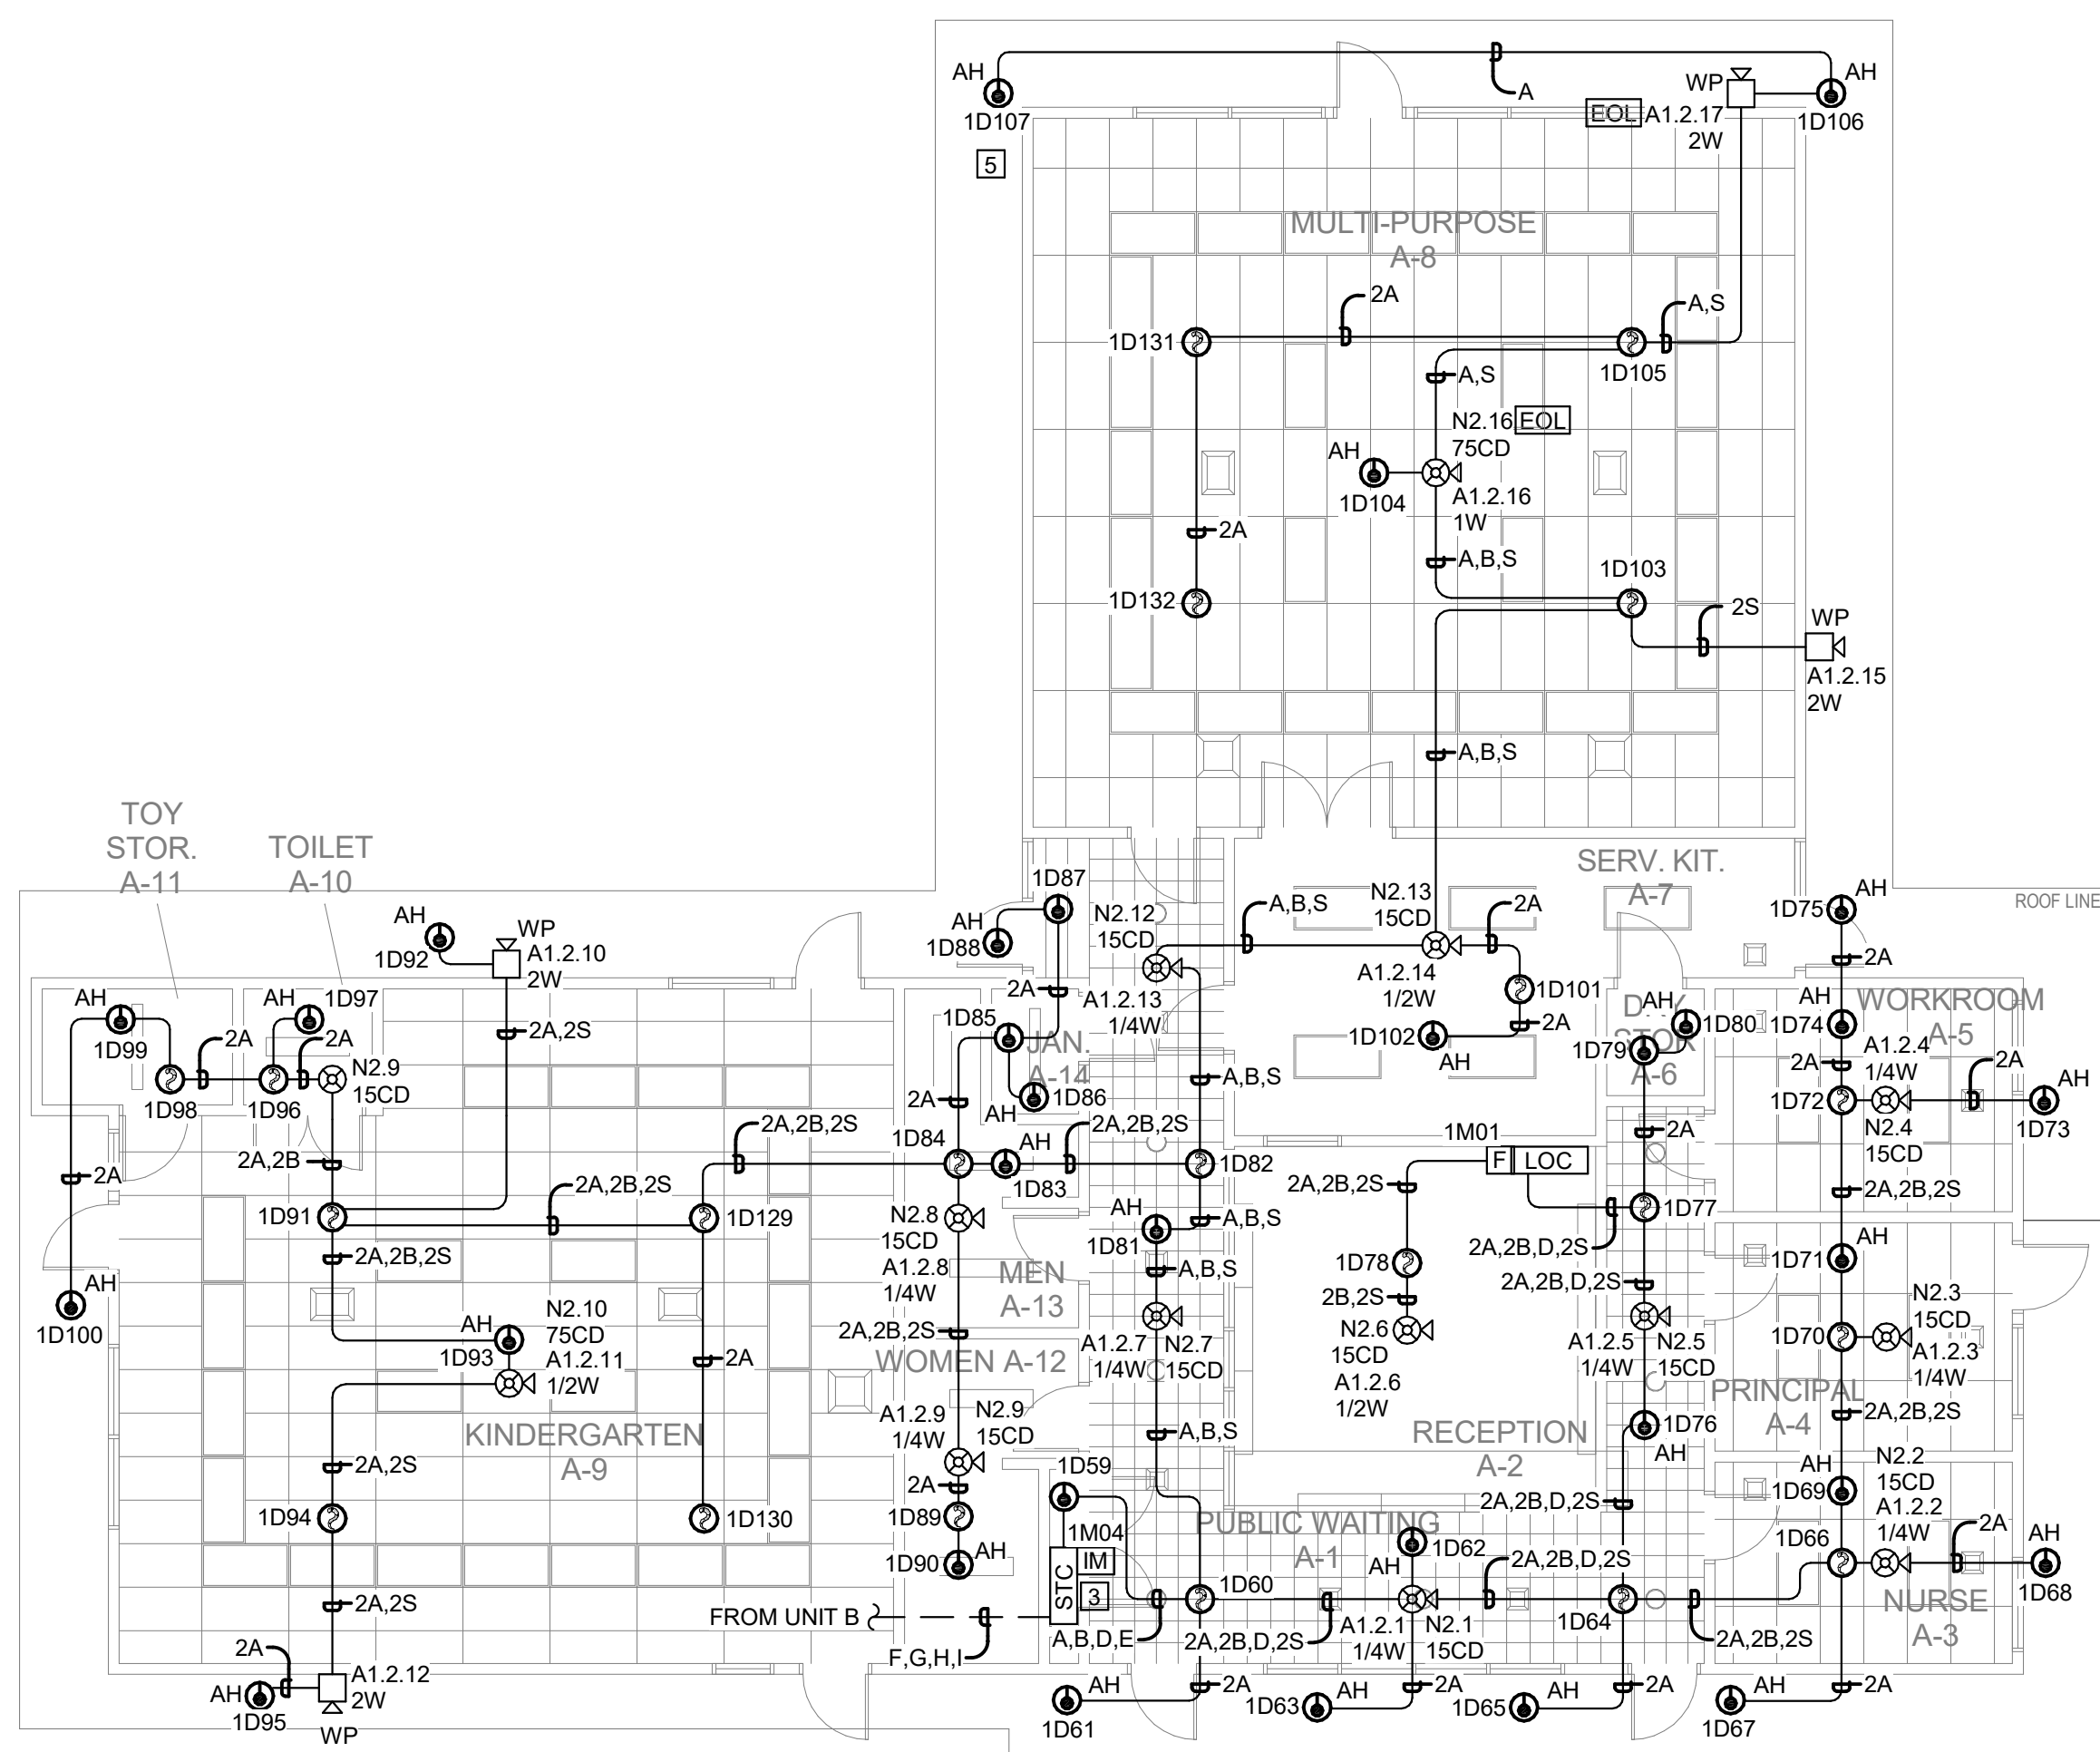 AH
1D107
A
WP
AH
EOL
A1.2.17
2W
1D106
5
MULTI-PURPOSE
A-8
2A
A,S
1D131
1D105
A,S
N2.16
EOL
75CD
AH
1D104
A1.2.16
1W
2A
A,B,S
1D103
1D132
2S
WP
A1.2.15
2W
A,B,S
TOY
STOR.
A-11
TOILET
A-10
SERV. KIT.
A-7
ROOF LINE
1D87
AH
1D88
N2.12
15CD
A,B,S
N2.13
15CD
2A
AH
1D75
AH
1D92
WP
A1.2.10
2W
2A
A1.2.13
1/4W
A1.2.14
1/2W
1D101
2A
1D102
AH
AH
1D80
STOR
A-6
1D79
2A
AH
1D74
WORKROOM
A-5
AH
1D99
AH
1D97
2A
2A
N2.9
15CD
1D98
1D96
2A,2S
1D85
JAN.
A-14
1D86
AH
A,B,S
2A
A1.2.4
1/4W
2A
AH
1D72
N2.4
15CD
1D73
2A
2A,2B,2S
1D84
AH
1D83
2A,2B,2S
1D82
1M01
F
LOC
2A
2A
2A,2B
2A,2B,2S
2A,2B,2S
2A,2B,2S
1D91
1D129
N2.8
15CD
A1.2.8
1/4W
AH
1D81
A,B,S
1D77
2A,2B,D,2S
AH
1D71
2A,2B,2S
A,B,S
1D78
2A,2B,D,2S
MEN
A-13
AH
1D100
N2.10
75CD
A1.2.11
1/2W
AH
1D93
2A
2A,2B,2S
WOMEN A-12
2B,2S
N2.6
15CD
A1.2.6
1/2W
A1.2.7
1/4W
N2.7
15CD
A1.2.5
1/4W
N2.5
15CD
N2.3
15CD
1D70
A1.2.3
1/4W
PRINCIPAL
A-4
2A,2B,2S
KINDERGARTEN
A-9
A1.2.9
1/4W
N2.9
15CD
A,B,S
RECEPTION
A-2
1D76
AH
2A,2S
2A
1D59
2A,2B,D,2S
AH
1D69
N2.2
15CD
A1.2.2
1/4W
1D94
1D130
1D89
AH
1D90
1M04
IM
STC
3
PUBLIC WAITING
A-1
1D62
AH
2A,2B,D,2S
1D66
2A
AH
1D68
2A,2S
FROM UNIT B
F,G,H,I
1D60
A,B,D,E
2A,2B,D,2S
A1.2.1
1/4W
N2.1
15CD
1D64
2A,2B,2S
NURSE
A-3
2A
A1.2.12
2W
AH
1D95
WP
AH
1D61
2A
AH
1D63
2A
AH
1D65
2A
AH
1D67
2A